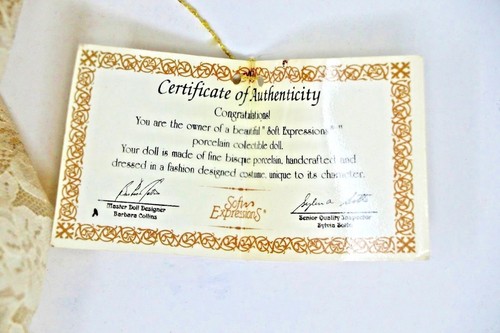 Certificate of Authenticity
Congratulations!
You are the owner of a beautiful "Soft Expressions"
porcelain collectible doll.
Your doll is made of fine bisque porcelain, handcrafted and
dressed in a fashion designed costume, unique to its character.
Master Doll Designer
Barbara Collins
Soft
Expressions®
Senior Quality Inspector
Sylvia
A